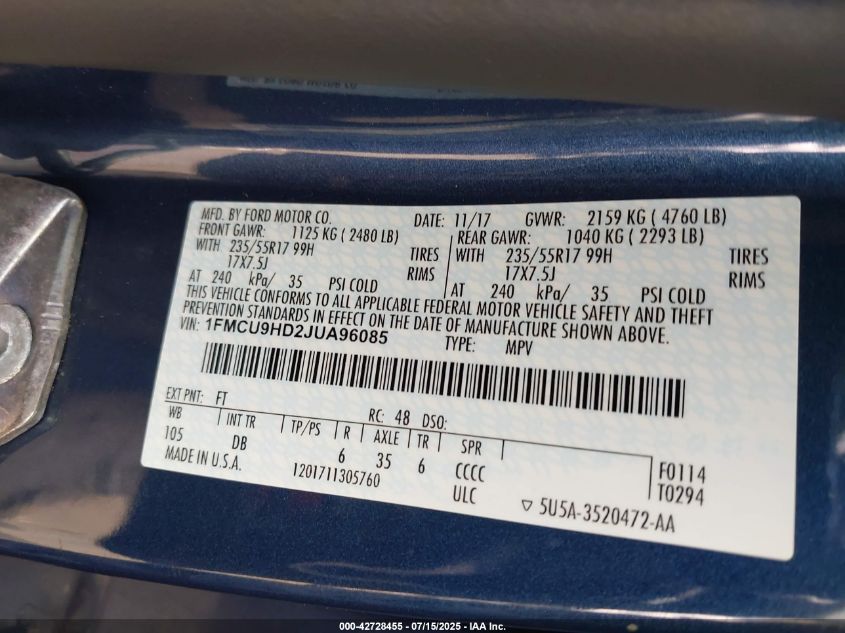 MFD. BY FORD MOTOR CO. DATE: 11/17 GVWR: 2159 KG ( 4760 LB)
FRONT GAWR: 1125 KG ( 2480 LB) REAR GAWR: 1040 KG ( 2293 LB)
WITH 235/55R17 99H TIRES WITH 235/55R17 99H TIRES
17X7.5J RIMS 17X7.5J RIMS
AT 240 kPa/ 35 PSI COLD AT 240 kPa/ 35 PSI COLD
THIS VEHICLE CONFORMS TO ALL APPLICABLE FEDERAL MOTOR VEHICLE SAFETY AND THEFT
PREVENTION STANDARDS IN EFFECT ON THE DATE OF MANUFACTURE SHOWN ABOVE.
VIN: 1FMCU9HD2JUA96085 TYPE: MPV
EXT PNT: FT RC: 48 DSO:
WB INT TR TP/PS R AXLE TR SPR
105 DB 6 35 6 CCCC F0114
MADE IN U.S.A. 1201711305760 ULC T0294
▽ 5U5A-3520472-AA
000-42728455 - 07/15/2025 - IAA Inc.